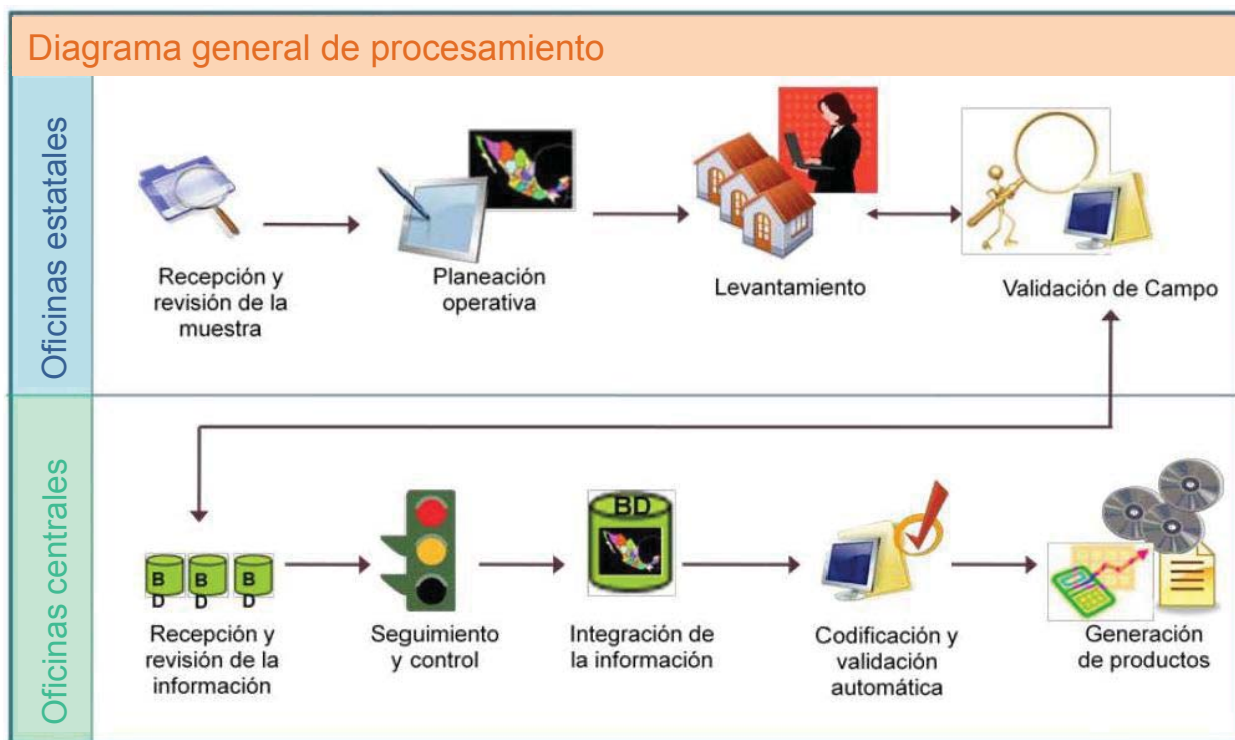 Diagrama general de procesamiento
Oficinas estatales
Recepción y
revisión de la
muestra
Planeación
operativa
Levantamiento
Validación de Campo
Oficinas centrales
B
D
B
D
B
D
Recepción y
revisión de la
información
Seguimiento
y control
BD
Integración de
la información
Codificación y
validación
automática
Generación
de productos